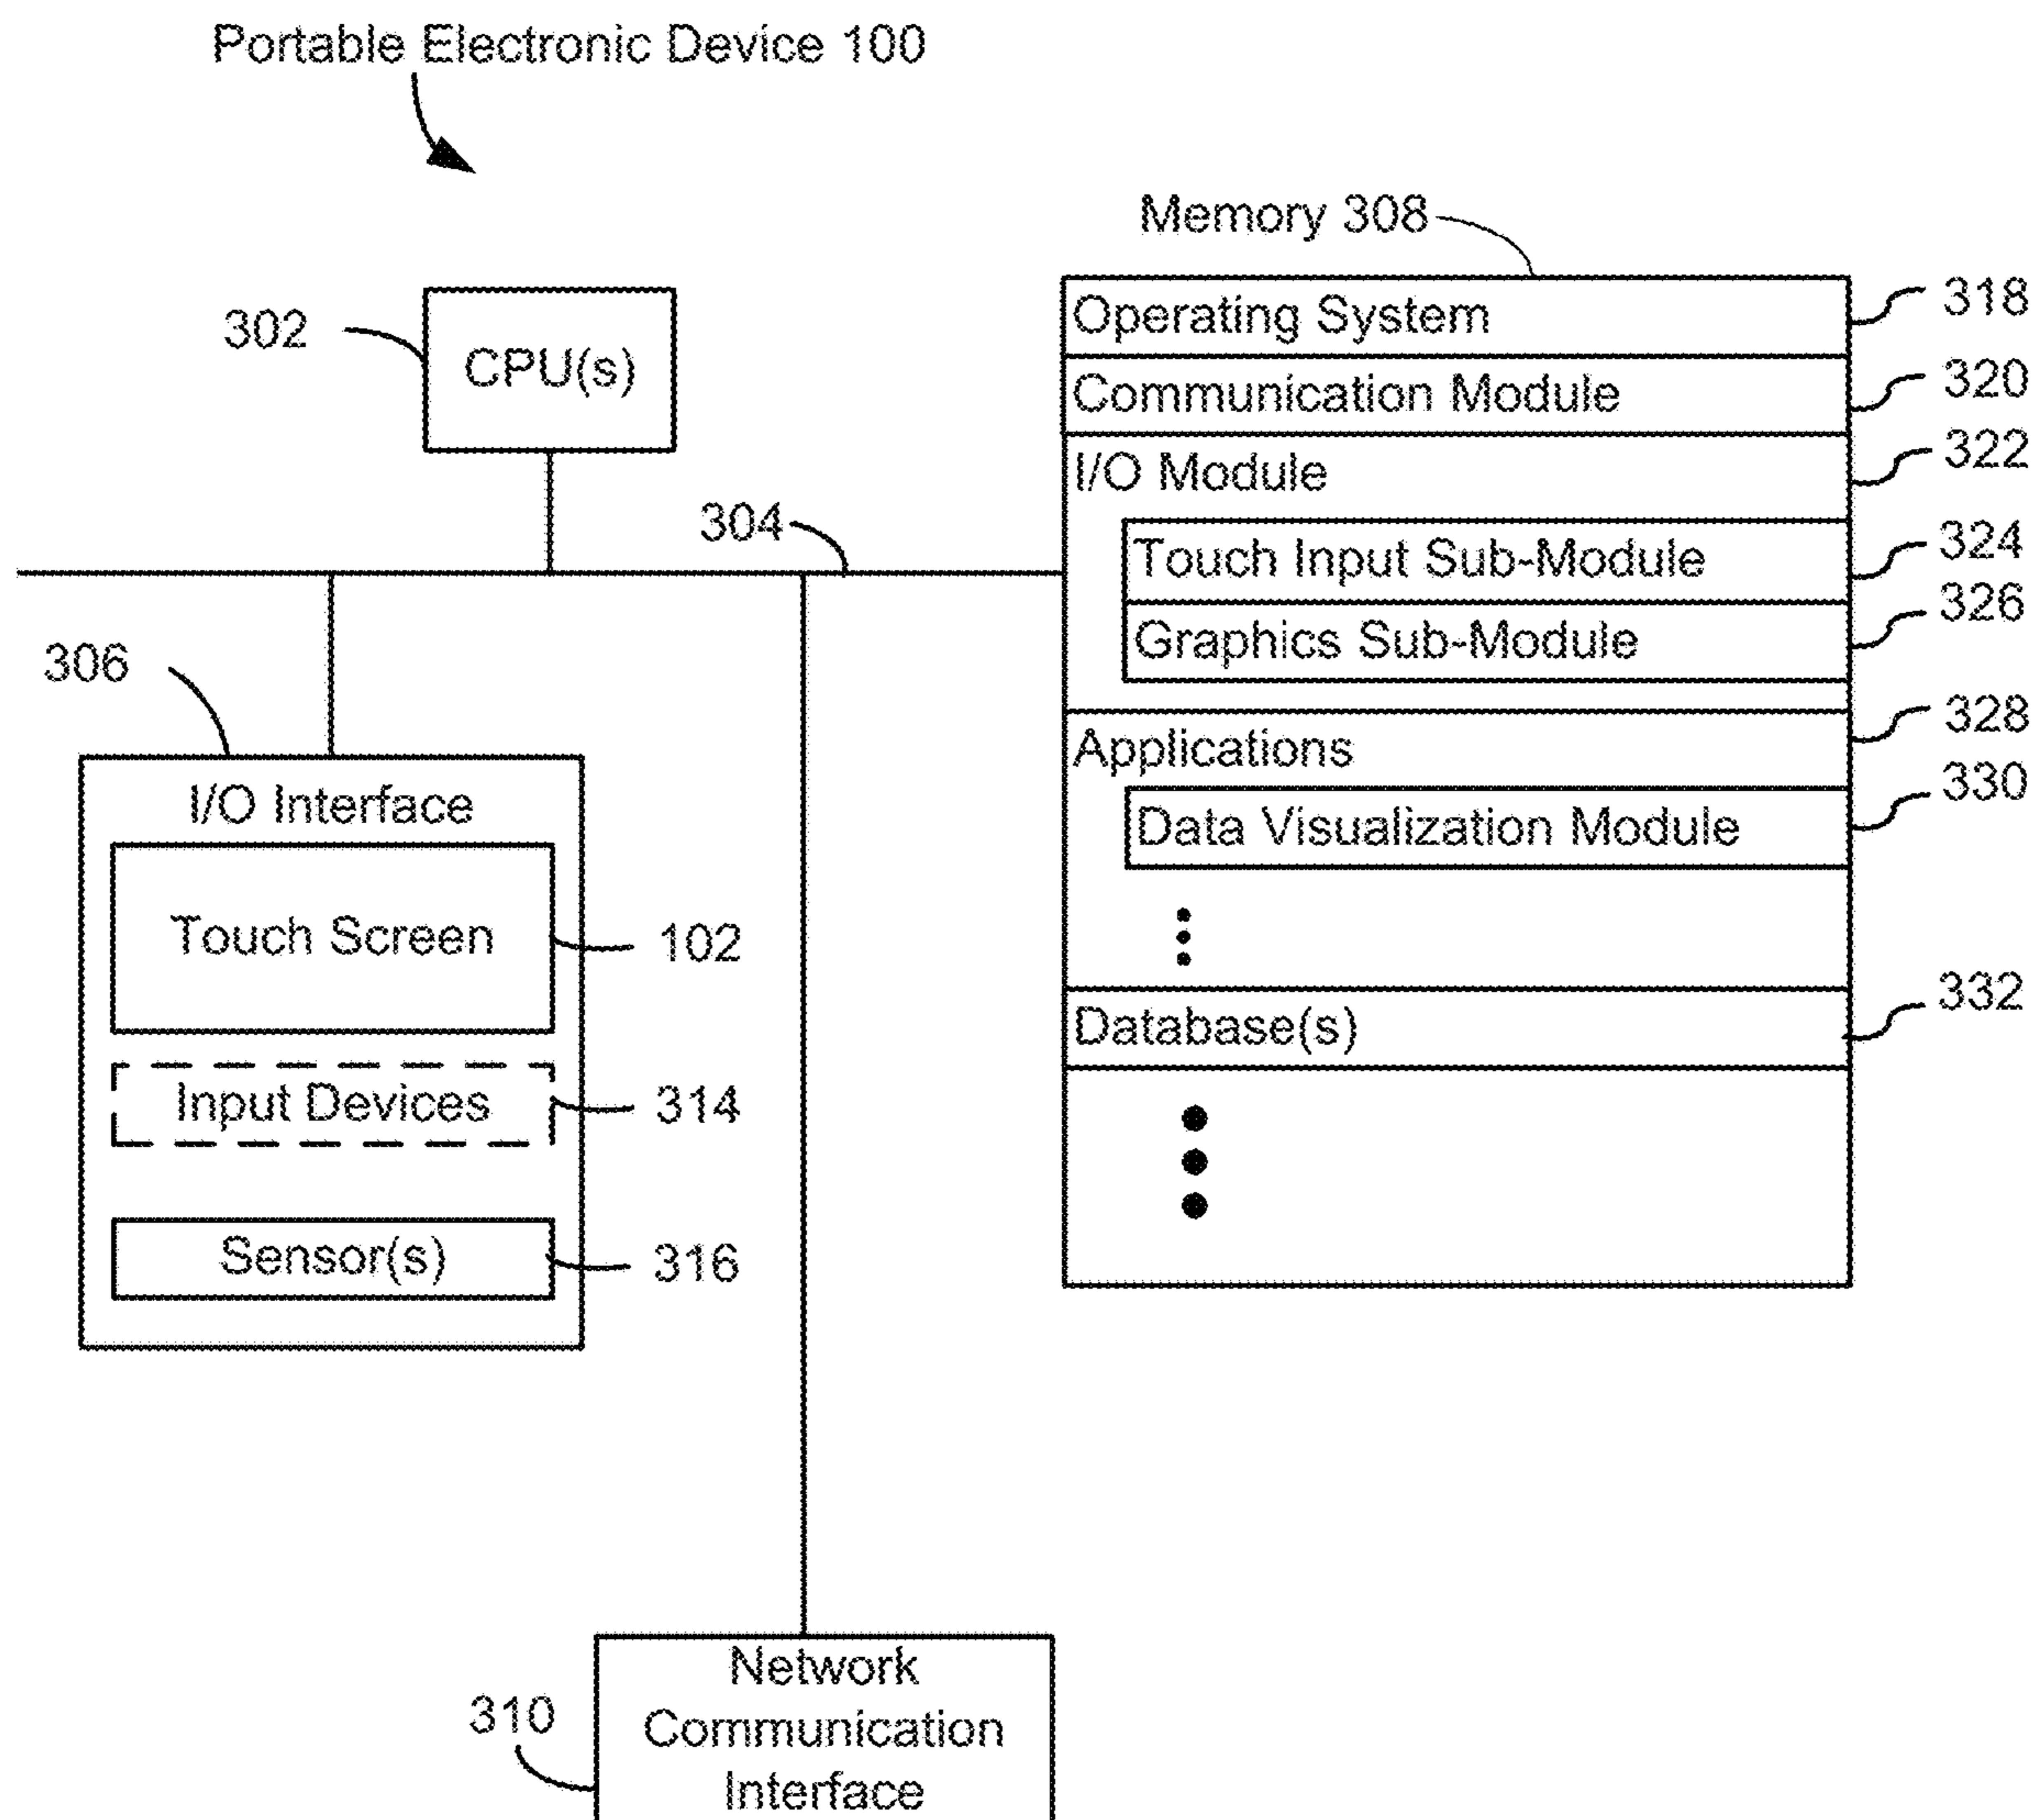 Portable Electronic Device 100
Memory 308
302
CPU(s)
304
306
I/O Interface
Touch Screen
102
Input Devices
314
Sensor(s)
316
Operating System
318
Communication Module
320
I/O Module
322
Touch Input Sub-Module
324
Graphics Sub-Module
326
Applications
328
Data Visualization Module
330
Database(s)
332
310
Network
Communication
Interface